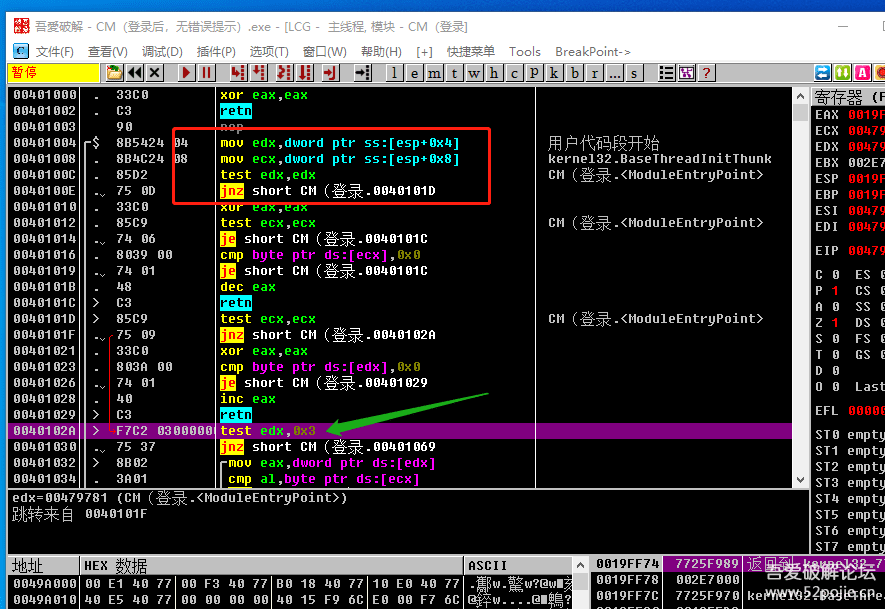 吾愛破解 - CM（登录后，无错误提示）.exe - [LCG - 主线程, 模块 - CM（登录]
文件(F) 查看(V) 调试(D) 插件(P) 选项(T) 窗口(W) 帮助(H) [+] 快捷菜单 Tools BreakPoint->
暂停 l e m t w h c p k b r ... s ?
00401000 . 33C0 xor eax,eax
00401002 . C3 retn
00401003 90 nop
00401004 $ 8B5424 04 mov edx,dword ptr ss:[esp+0x4] 用户代码段开始
00401008 . 8B4C24 08 mov ecx,dword ptr ss:[esp+0x8] kernel32.BaseThreadInitThunk
0040100C . 85D2 test edx,edx CM（登录.<ModuleEntryPoint>
0040100E . 75 0D jnz short CM（登录.0040101D
00401010 . 33C0 xor eax,eax
00401012 . 85C9 test ecx,ecx CM（登录.<ModuleEntryPoint>
00401014 . 74 06 je short CM（登录.0040101C
00401016 . 8039 00 cmp byte ptr ds:[ecx],0x0
00401019 . 74 01 je short CM（登录.0040101C
0040101B . 48 dec eax
0040101C > C3 retn
0040101D > 85C9 test ecx,ecx CM（登录.<ModuleEntryPoint>
0040101F . 75 09 jnz short CM（登录.0040102A
00401021 . 33C0 xor eax,eax
00401023 . 803A 00 cmp byte ptr ds:[edx],0x0
00401026 . 74 01 je short CM（登录.00401029
00401028 . 40 inc eax
00401029 > C3 retn
0040102A > F7C2 0300000 test edx,0x3
00401030 . 75 37 jnz short CM（登录.00401069
00401032 > 8B02 mov eax,dword ptr ds:[edx]
00401034 . 3A01 cmp al,byte ptr ds:[ecx]
edx=00479781 (CM（登录.<ModuleEntryPoint>)
跳转来自 0040101F
寄存器 (F
EAX 0019F
ECX 00479
EDX 00479
EBX 002E7
ESP 0019F
EBP 0019F
ESI 00479
EDI 00479
EIP 00479
C 0 ES 0
P 1 CS 0
A 0 SS 0
Z 1 DS 0
S 0 FS 0
T 0 GS 0
D 0
O 0 Last
EFL 0000
ST0 empty
ST1 empty
ST2 empty
ST3 empty
ST4 empty
ST5 empty
ST6 empty
ST7 empty
地址 HEX 数据 ASCII
0049A000 00 E1 40 77 00 F3 40 77 B0 18 40 77 10 E0 40 77
0049A010 40 E5 40 77 00 00 00 00 40 15 F9 6C E0 00 F7 6C
0019FF74 7725F989 返回到 kernel32.7
0019FF78 002E7000
0019FF7C 7725F970 kernel32.BaseThre
吾爱破解论坛
www.52pojie.cn